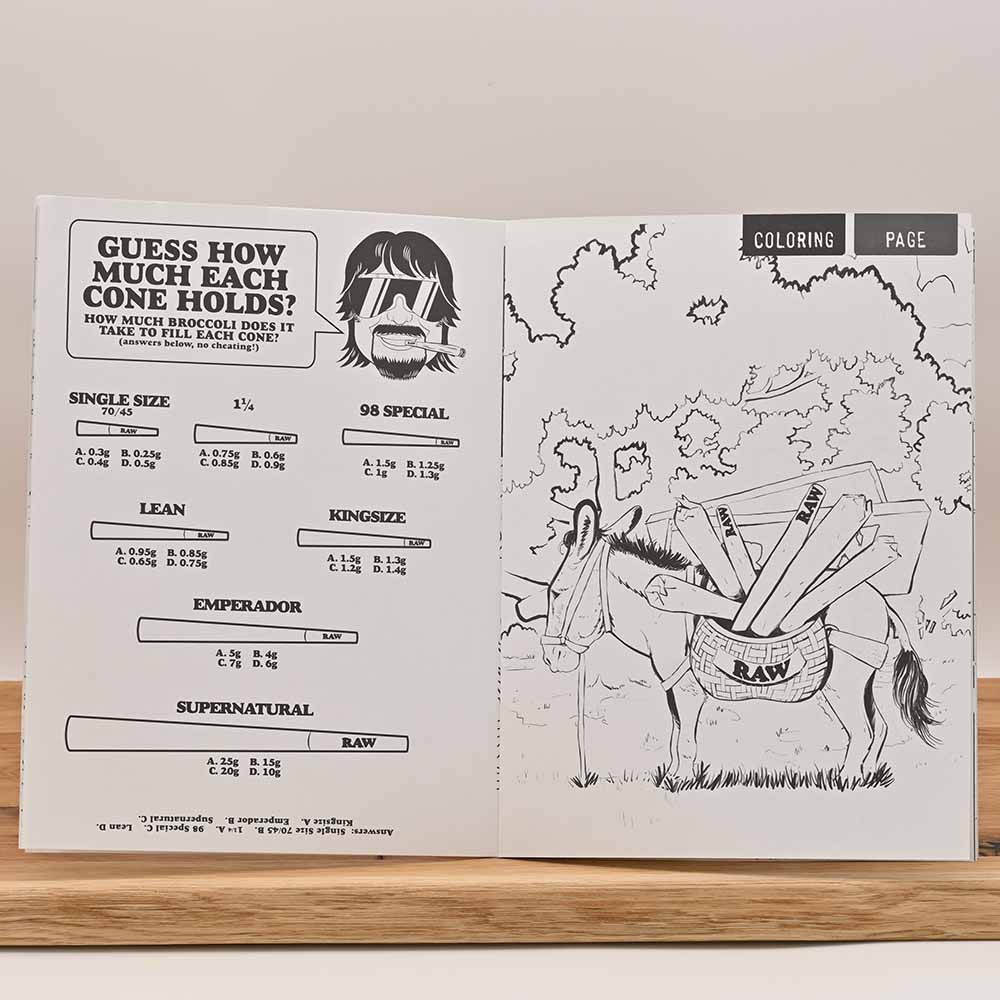 GUESS HOW
MUCH EACH
CONE HOLDS?
HOW MUCH BROCCOLI DOES IT
TAKE TO FILL EACH CONE?
(answers below, no cheating!)
SINGLE SIZE
70/45
RAW
A. 0.3g B. 0.25g
C. 0.4g D. 0.5g
1¼
RAW
A. 0.75g B. 0.6g
C. 0.85g D. 0.9g
98 SPECIAL
RAW
A. 1.5g B. 1.25g
C. 1g D. 1.3g
LEAN
RAW
A. 0.95g B. 0.85g
C. 0.65g D. 0.75g
KINGSIZE
RAW
A. 1.5g B. 1.3g
C. 1.2g D. 1.4g
EMPERADOR
RAW
A. 5g B. 4g
C. 7g D. 6g
SUPERNATURAL
RAW
A. 25g B. 15g
C. 20g D. 10g
Answers: Single Size 70/45 B. 1¼ A. 98 Special C. Lean D.
Kingsize A. Emperador B. Supernatural C.
COLORING PAGE
RAW
RAW
RAW